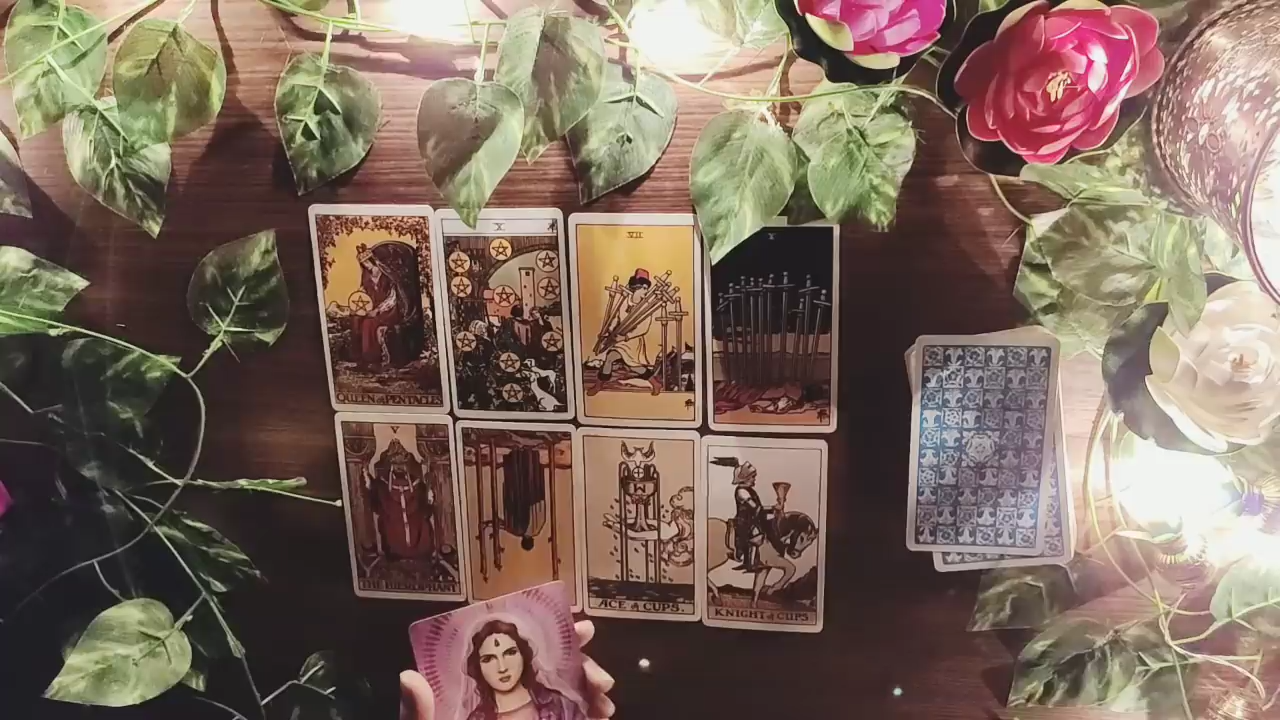 QUEEN of PENTACLES
X
VII
X
V
THE HIEROPHANT
ACE of CUPS.
KNIGHT of CUPS